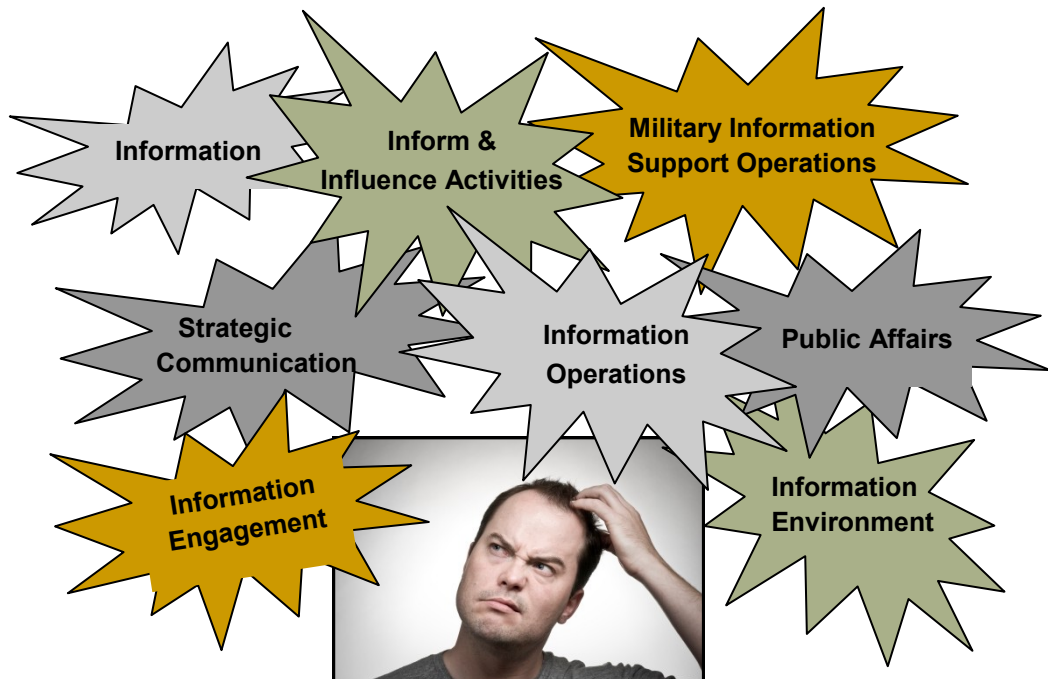 Information
Inform &
Influence Activities
Military Information
Support Operations
Strategic
Communication
Information
Operations
Public Affairs
Information
Engagement
Information
Environment